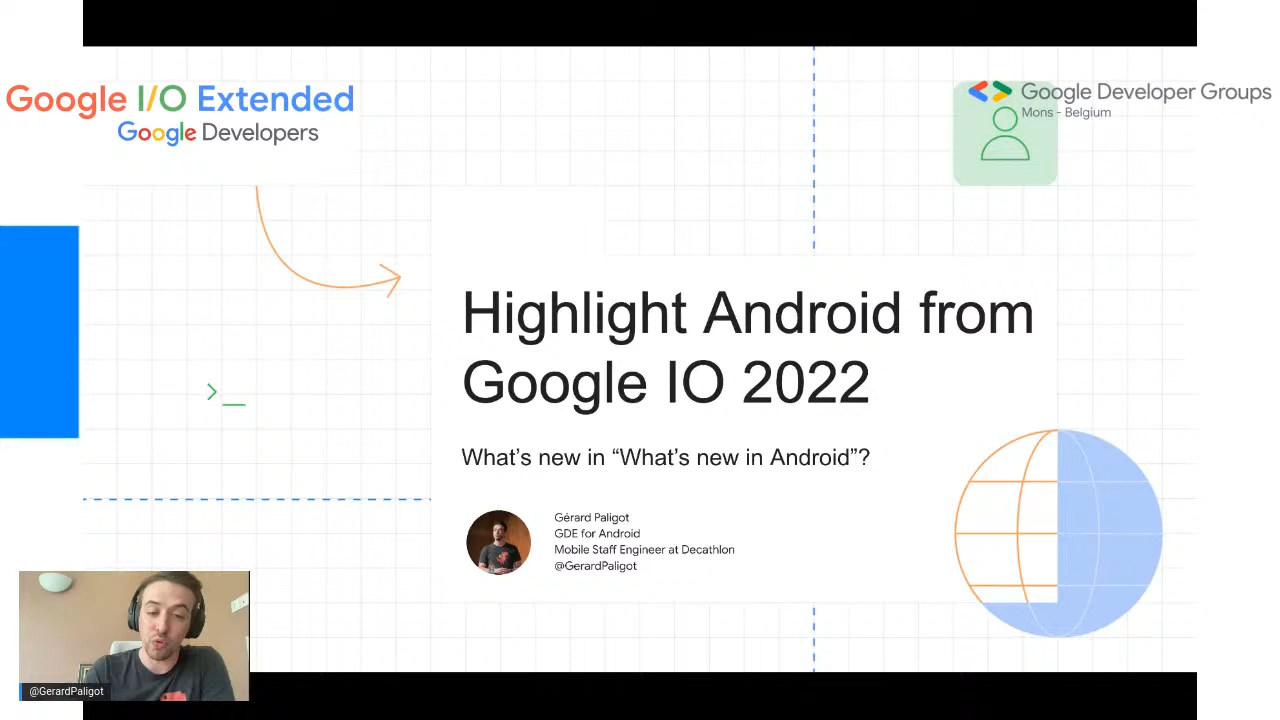 Google I/O Extended
Google Developers
Google Developer Groups
Mons - Belgium
Highlight Android from
Google IO 2022
What's new in “What's new in Android”?
Gérard Paligot
GDE for Android
Mobile Staff Engineer at Decathlon
@GerardPaligot
@GerardPaligot